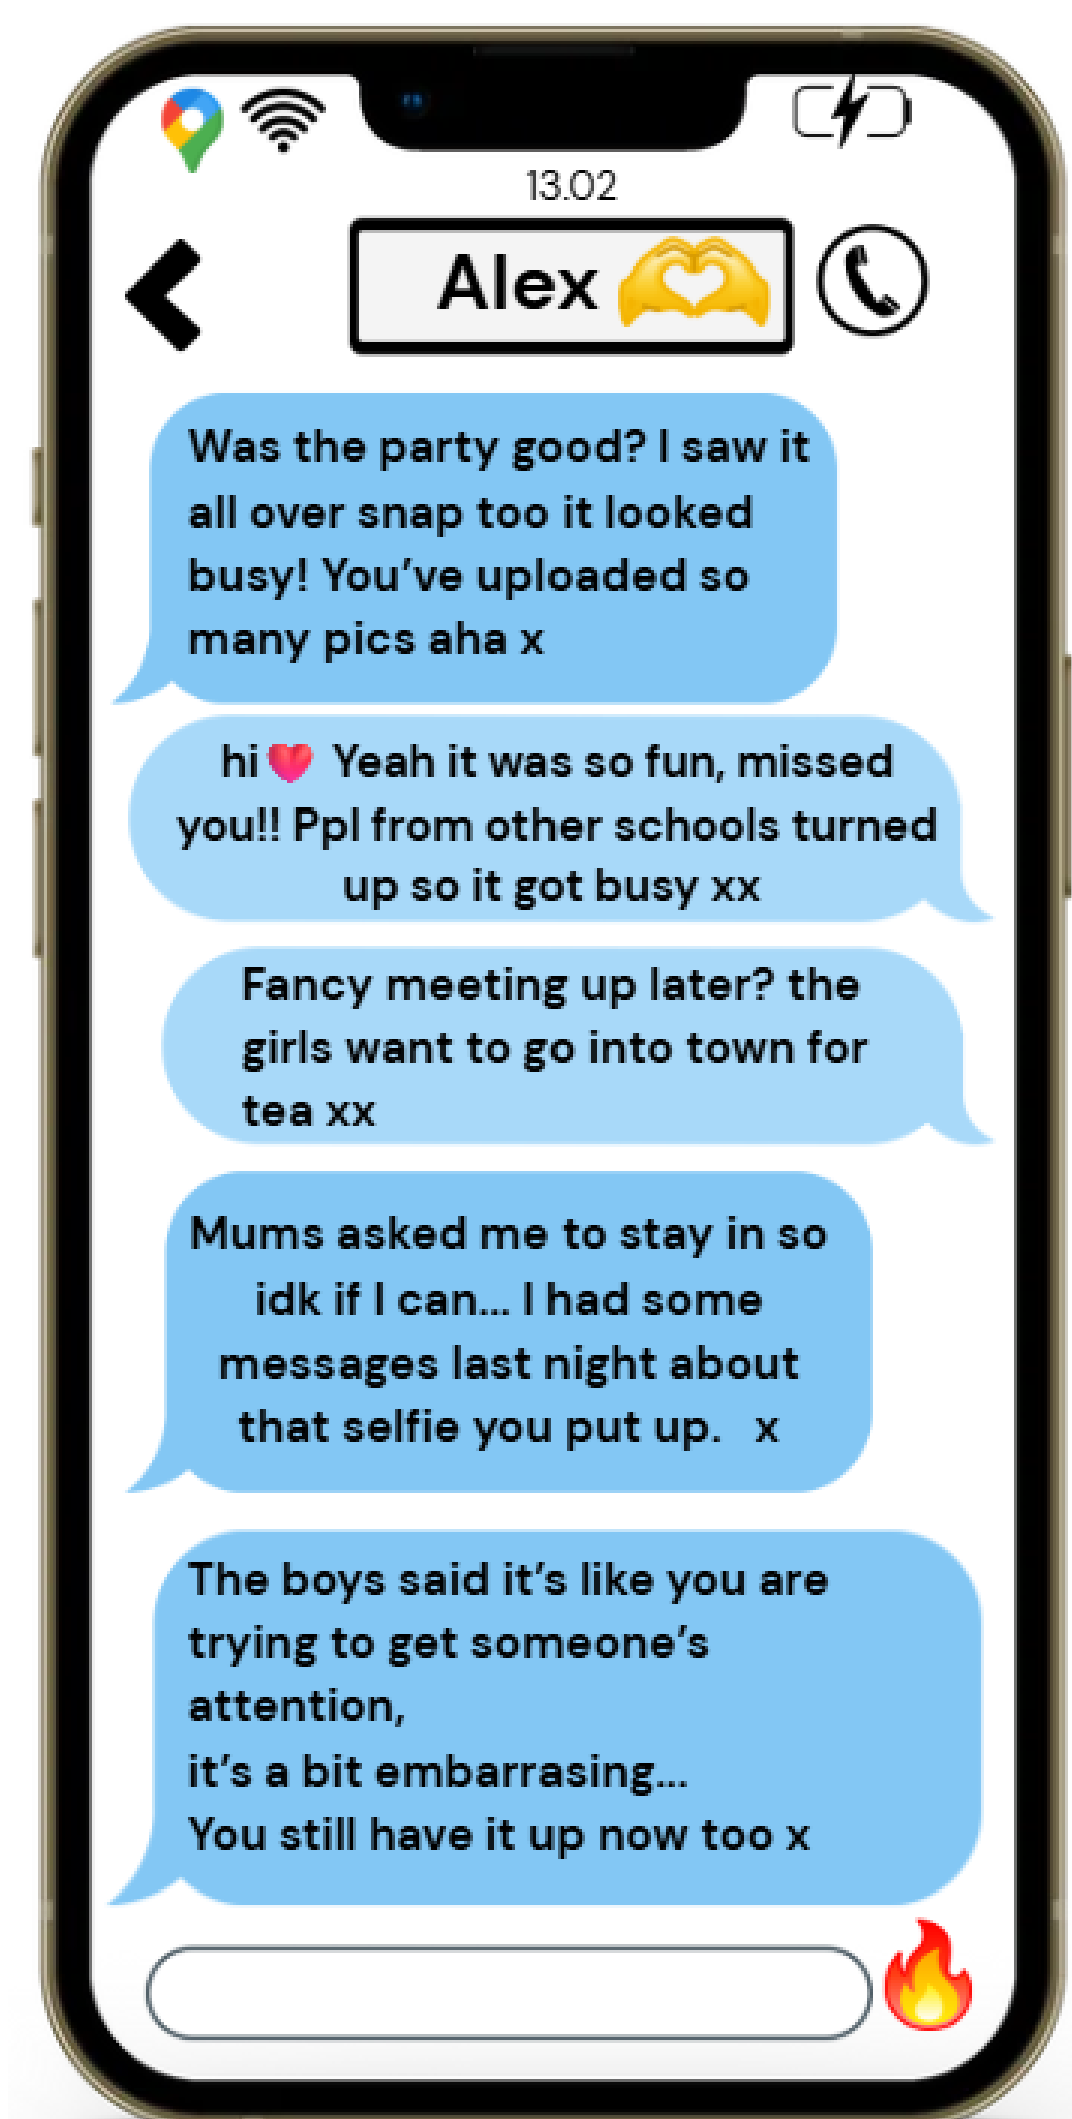 13.02
Alex 🫶
Was the party good? I saw it
all over snap too it looked
busy! You’ve uploaded so
many pics aha x
hi❤️ Yeah it was so fun, missed
you!! Ppl from other schools turned
up so it got busy xx
Fancy meeting up later? the
girls want to go into town for
tea xx
Mums asked me to stay in so
idk if I can... I had some
messages last night about
that selfie you put up. x
The boys said it’s like you are
trying to get someone’s
attention,
it’s a bit embarrasing...
You still have it up now too x